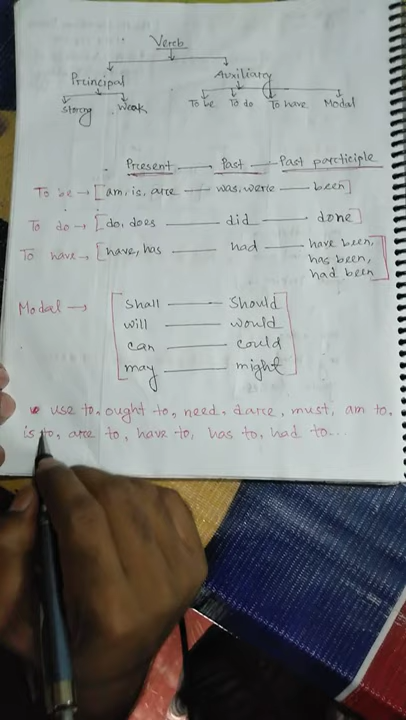 Verb
Principal Auxiliary
Strong Weak To be To do To have Modal
Present Past Past participle
To be → [am, is, are — was, were — been]
To do → [do, does — did — done]
To have → [have, has — had — have been,
has been,
had been]
Modal → [shall — should
will — would
can — could
may — might]
use to, ought to, need, dare, must, am to,
is to, are to, have to, has to, had to...